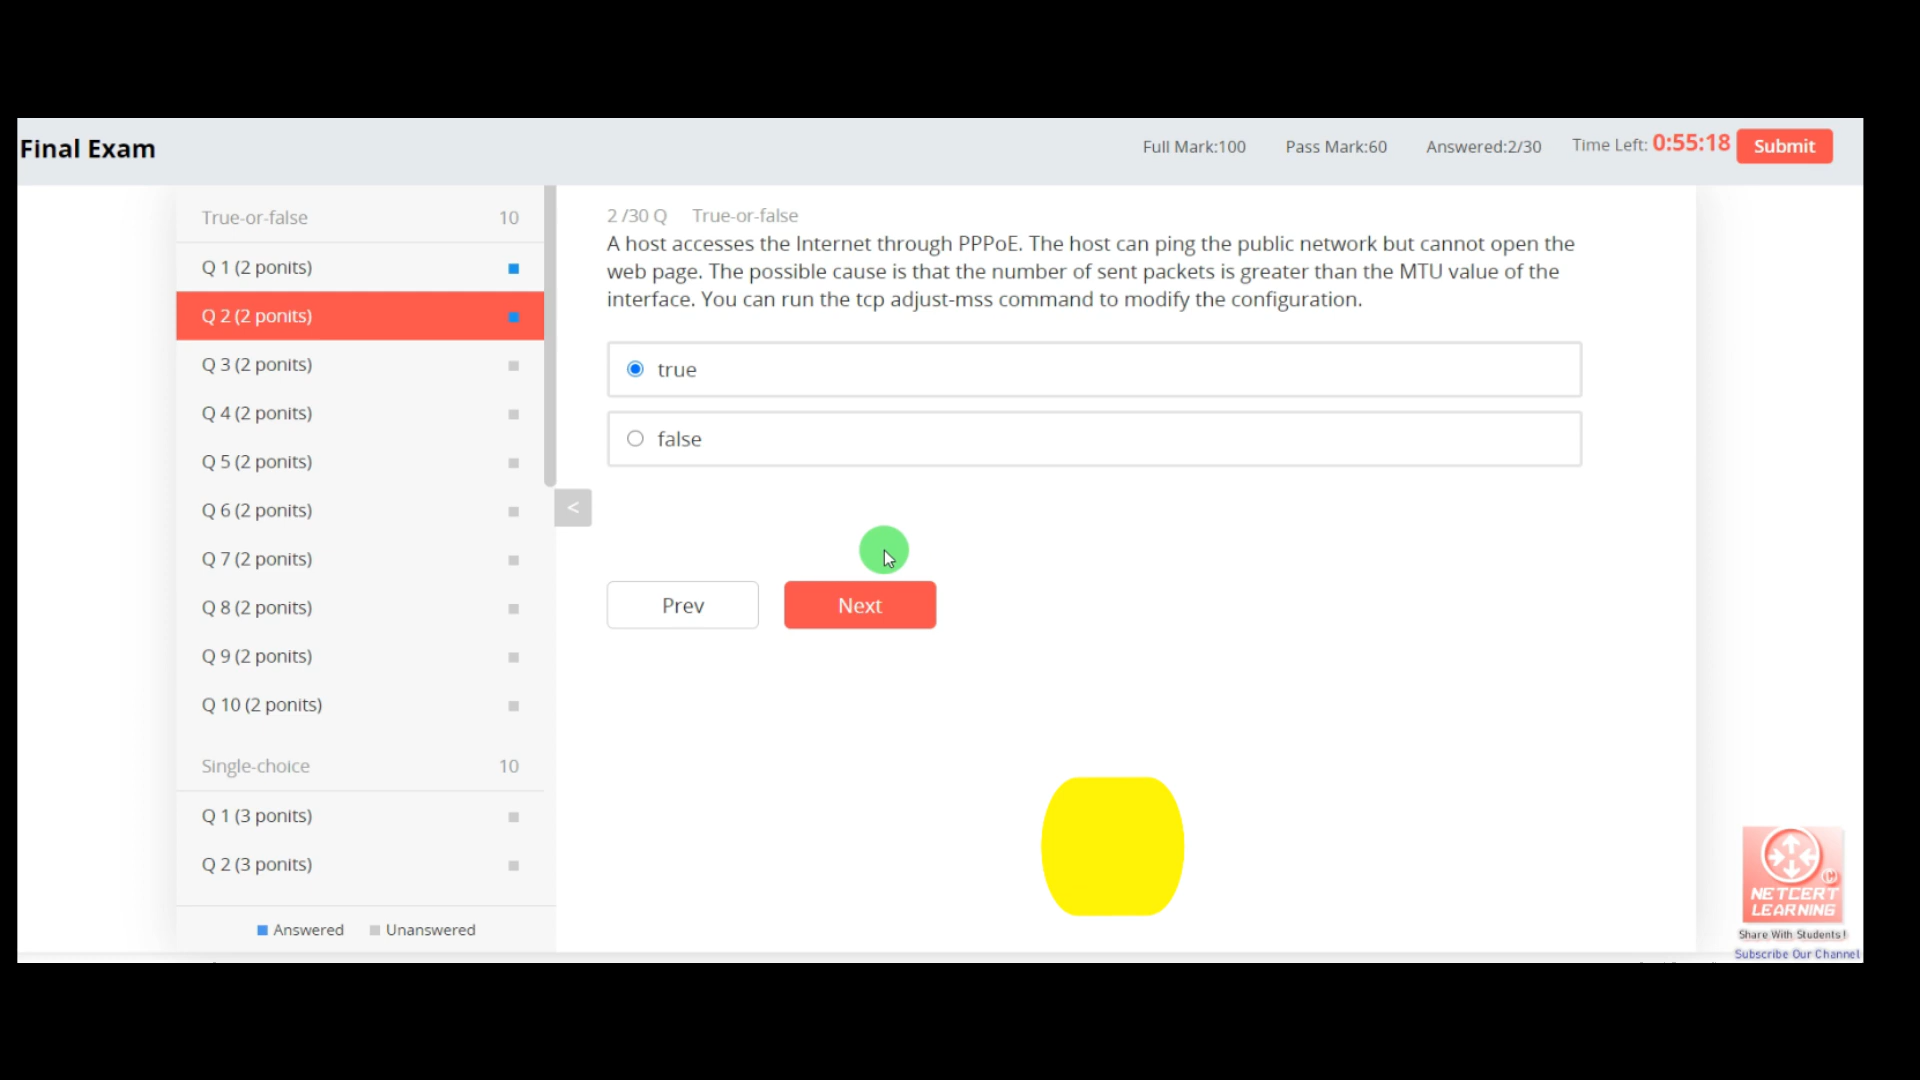 Final Exam
Full Mark:100
Pass Mark:60
Answered:2/30
Time Left: 0:55:18
Submit
True-or-false 10
Q 1 (2 ponits)
Q 2 (2 ponits)
Q 3 (2 ponits)
Q 4 (2 ponits)
Q 5 (2 ponits)
Q 6 (2 ponits)
Q 7 (2 ponits)
Q 8 (2 ponits)
Q 9 (2 ponits)
Q 10 (2 ponits)
Single-choice 10
Q 1 (3 ponits)
Q 2 (3 ponits)
Answered Unanswered
<
2 /30 Q True-or-false
A host accesses the Internet through PPPoE. The host can ping the public network but cannot open the
web page. The possible cause is that the number of sent packets is greater than the MTU value of the
interface. You can run the tcp adjust-mss command to modify the configuration.
true
false
Prev
Next
NETCERT
LEARNING
Share With Students !
Subscribe Our Channel